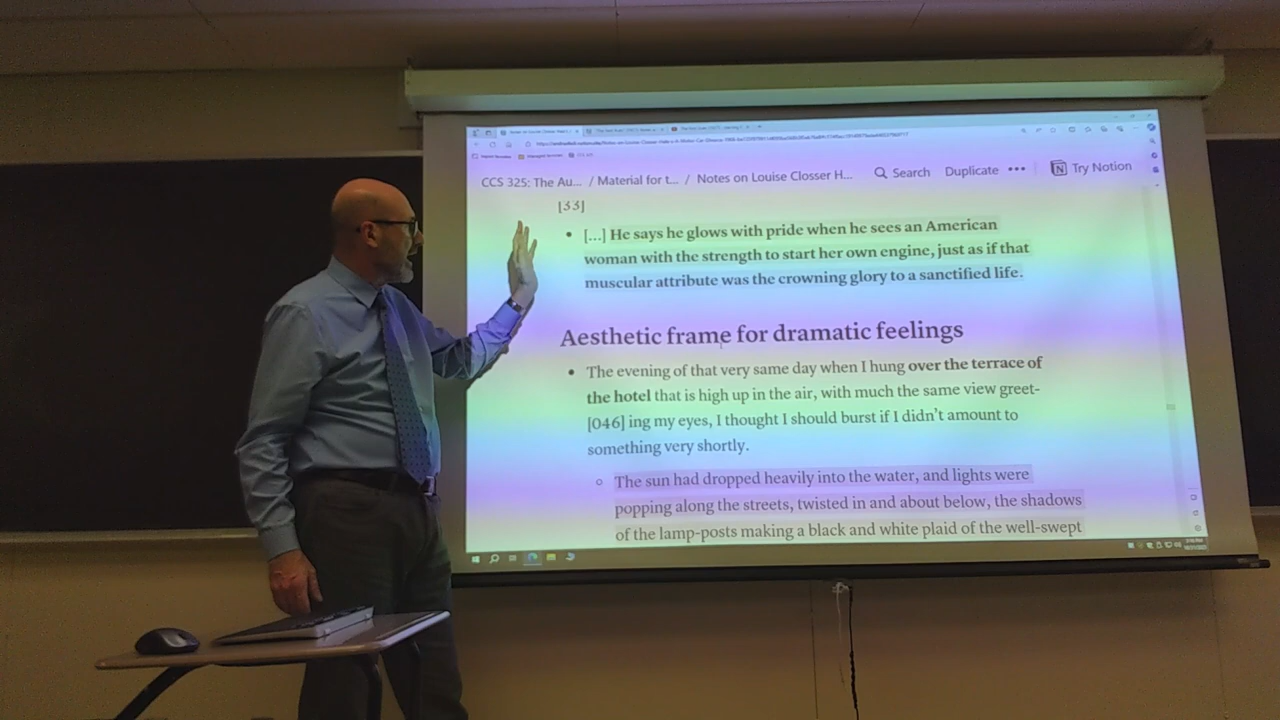 CCS 325: The Au... / Material for t... / Notes on Louise Closser H... Search Duplicate ••• Try Notion
[33]
• [...] He says he glows with pride when he sees an American
woman with the strength to start her own engine, just as if that
muscular attribute was the crowning glory to a sanctified life.
Aesthetic frame for dramatic feelings
• The evening of that very same day when I hung over the terrace of
the hotel that is high up in the air, with much the same view greet-
[046] ing my eyes, I thought I should burst if I didn't amount to
something very shortly.
○ The sun had dropped heavily into the water, and lights were
popping along the streets, twisted in and about below, the shadows
of the lamp-posts making a black and white plaid of the well-swept